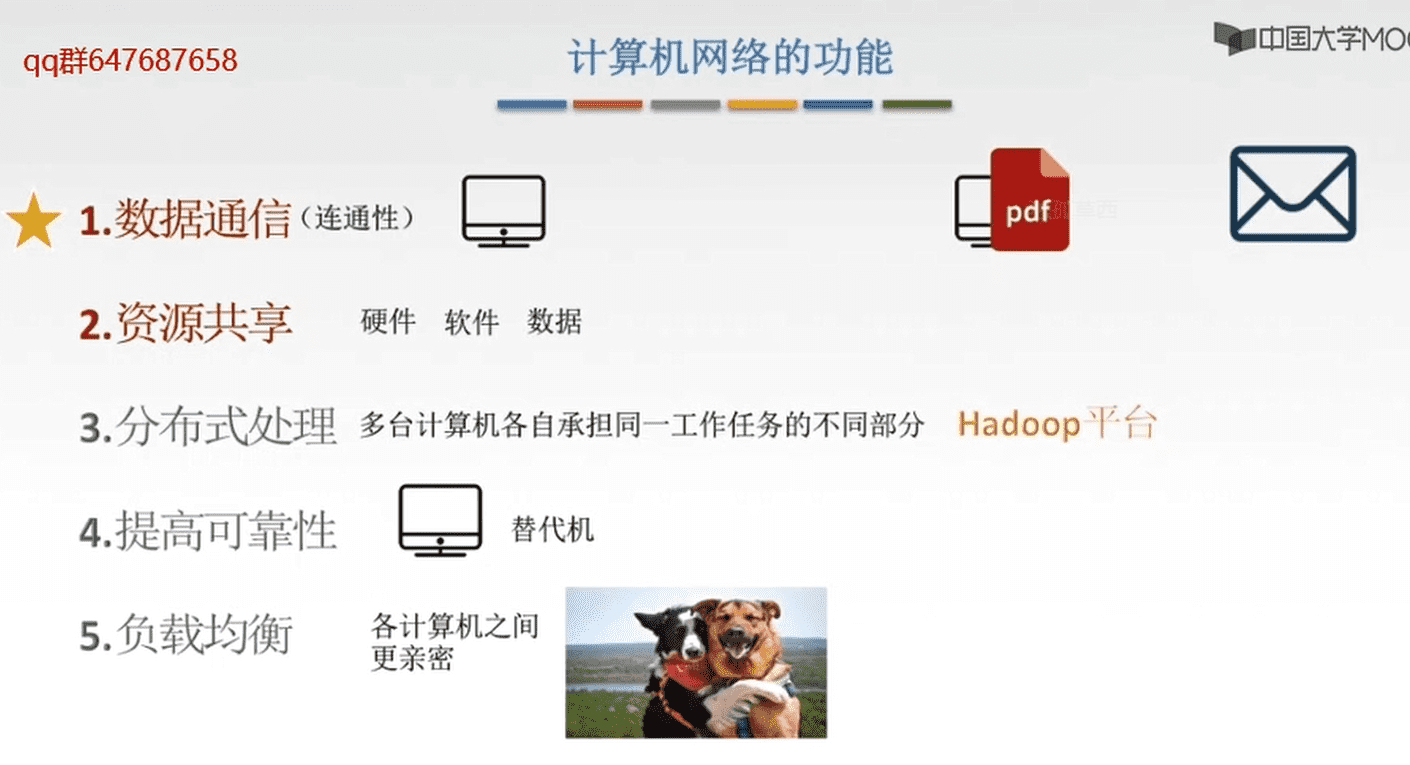 qq群647687658
计算机网络的功能
中国大学MOO
1.数据通信（连通性）
pdf
2.资源共享 硬件 软件 数据
3.分布式处理 多台计算机各自承担同一工作任务的不同部分 Hadoop平台
4.提高可靠性 替代机
5.负载均衡 各计算机之间
更亲密